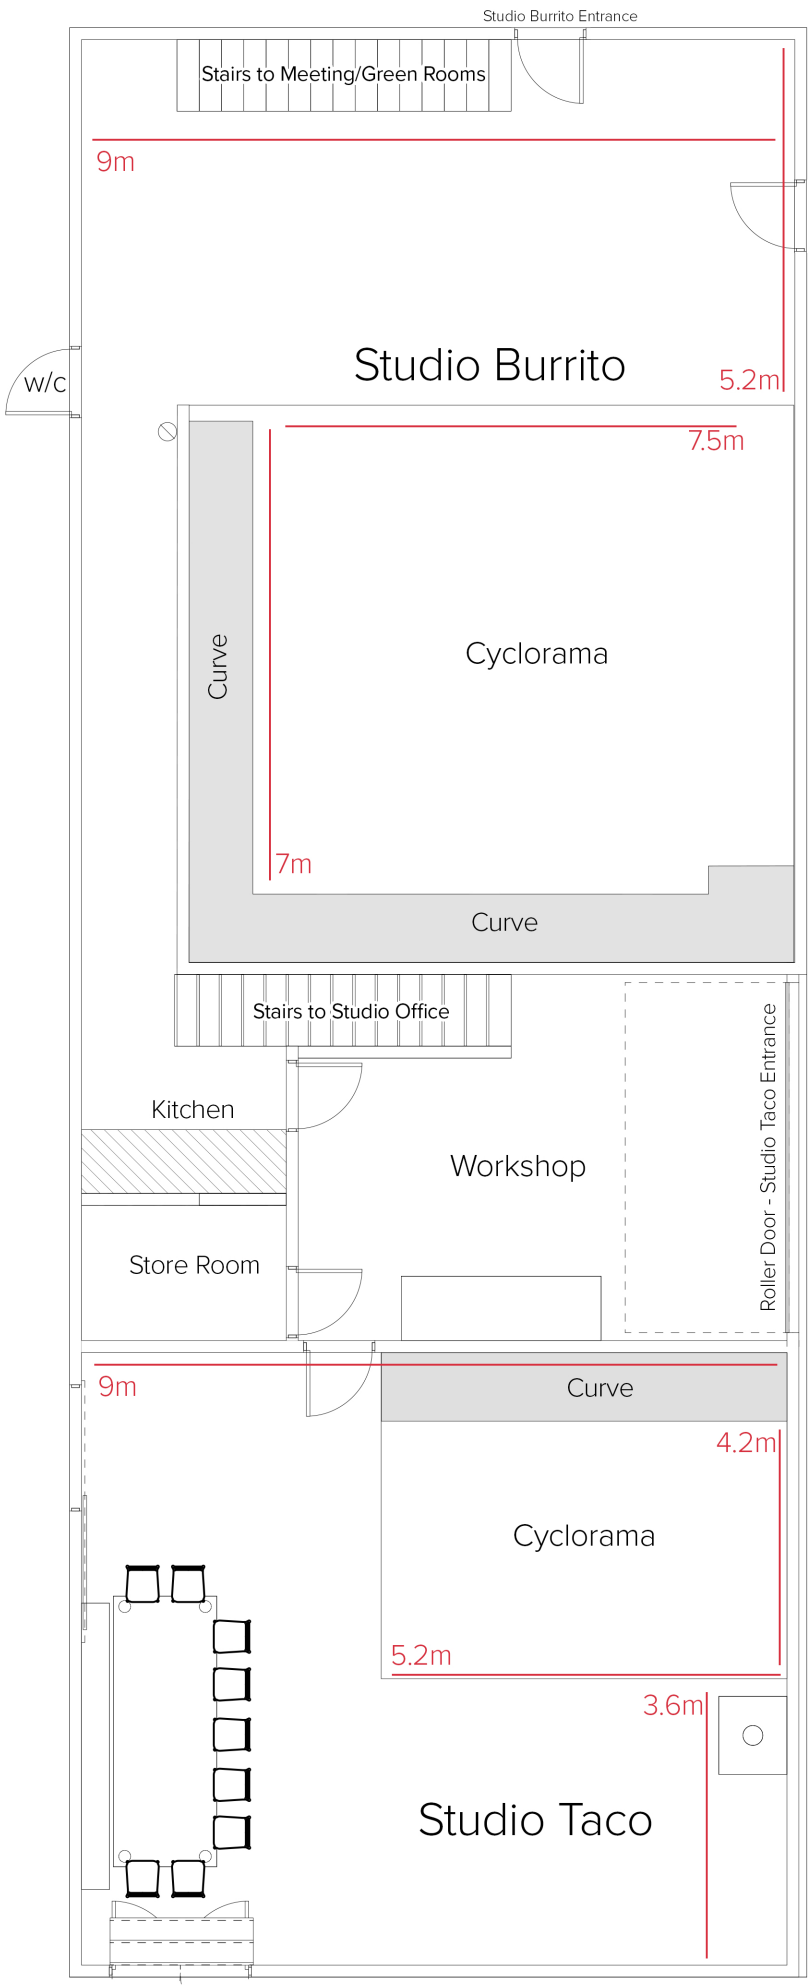 Studio Burrito Entrance
Stairs to Meeting/Green Rooms
9m
Studio Burrito
5.2m
w/c
7.5m
Curve
Cyclorama
7m
Curve
Stairs to Studio Office
Roller Door - Studio Taco Entrance
Kitchen
Workshop
Store Room
9m
Curve
4.2m
Cyclorama
5.2m
3.6m
Studio Taco